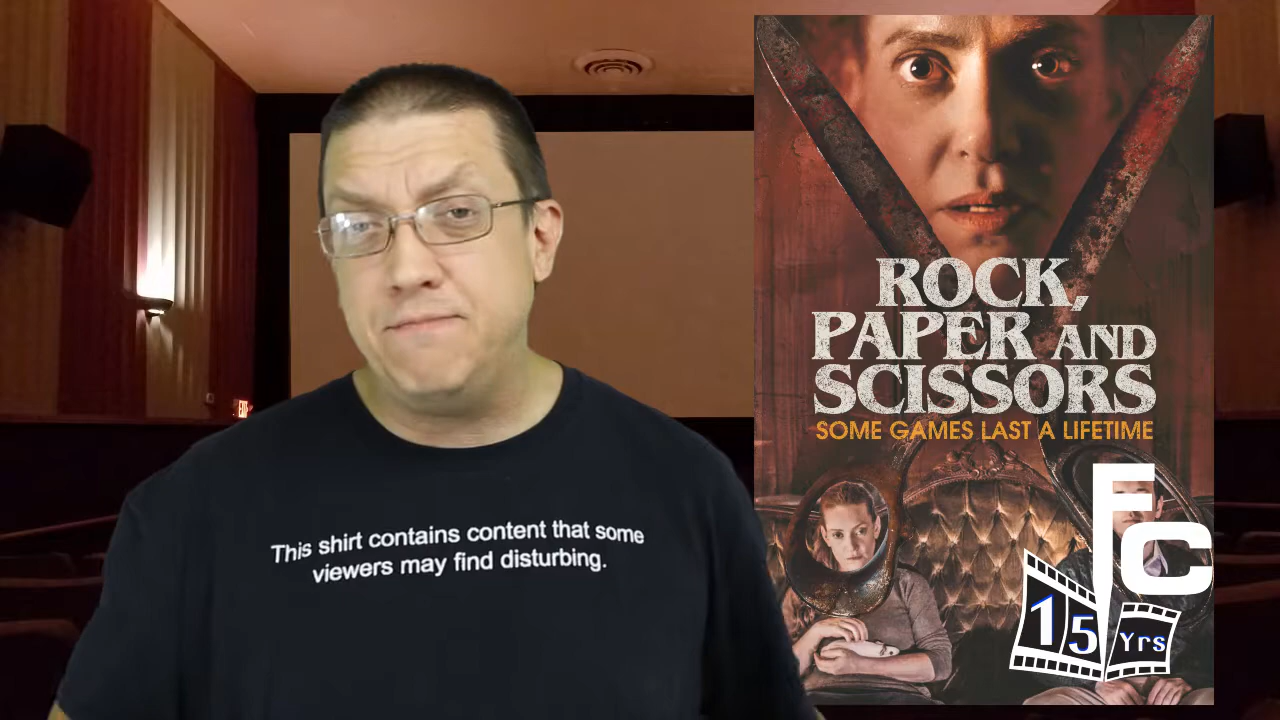 This shirt contains content that some
viewers may find disturbing.
ROCK,
PAPER AND
SCISSORS
SOME GAMES LAST A LIFETIME
FC
15 Yrs
EXIT